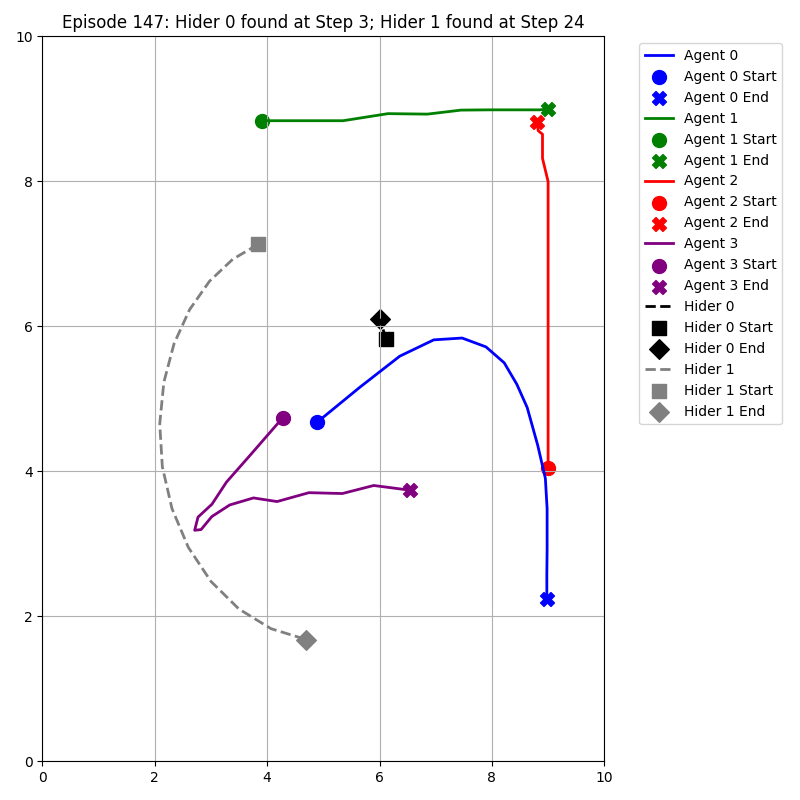 Episode 147: Hider 0 found at Step 3; Hider 1 found at Step 24
10
8
6
4
2
0
0 2 4 6 8 10
Agent 0
Agent 0 Start
Agent 0 End
Agent 1
Agent 1 Start
Agent 1 End
Agent 2
Agent 2 Start
Agent 2 End
Agent 3
Agent 3 Start
Agent 3 End
Hider 0
Hider 0 Start
Hider 0 End
Hider 1
Hider 1 Start
Hider 1 End